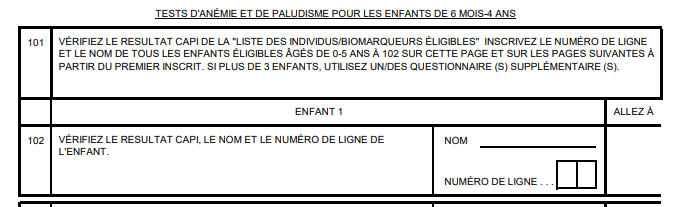 TESTS D'ANÉMIE ET DE PALUDISME POUR LES ENFANTS DE 6 MOIS-4 ANS
101 VÉRIFIEZ LE RESULTAT CAPI DE LA "LISTE DES INDIVIDUS/BIOMARQUEURS ÉLIGIBLES" INSCRIVEZ LE NUMÉRO DE LIGNE
ET LE NOM DE TOUS LES ENFANTS ÉLIGIBLES ÂGÉS DE 0-5 ANS À 102 SUR CETTE PAGE ET SUR LES PAGES SUIVANTES À
PARTIR DU PREMIER INSCRIT. SI PLUS DE 3 ENFANTS, UTILISEZ UN/DES QUESTIONNAIRE (S) SUPPLÉMENTAIRE (S).
ENFANT 1 ALLEZ À
102 VÉRIFIEZ LE RESULTAT CAPI, LE NOM ET LE NUMÉRO DE LIGNE DE
L'ENFANT.
NOM
NUMÉRO DE LIGNE . . .